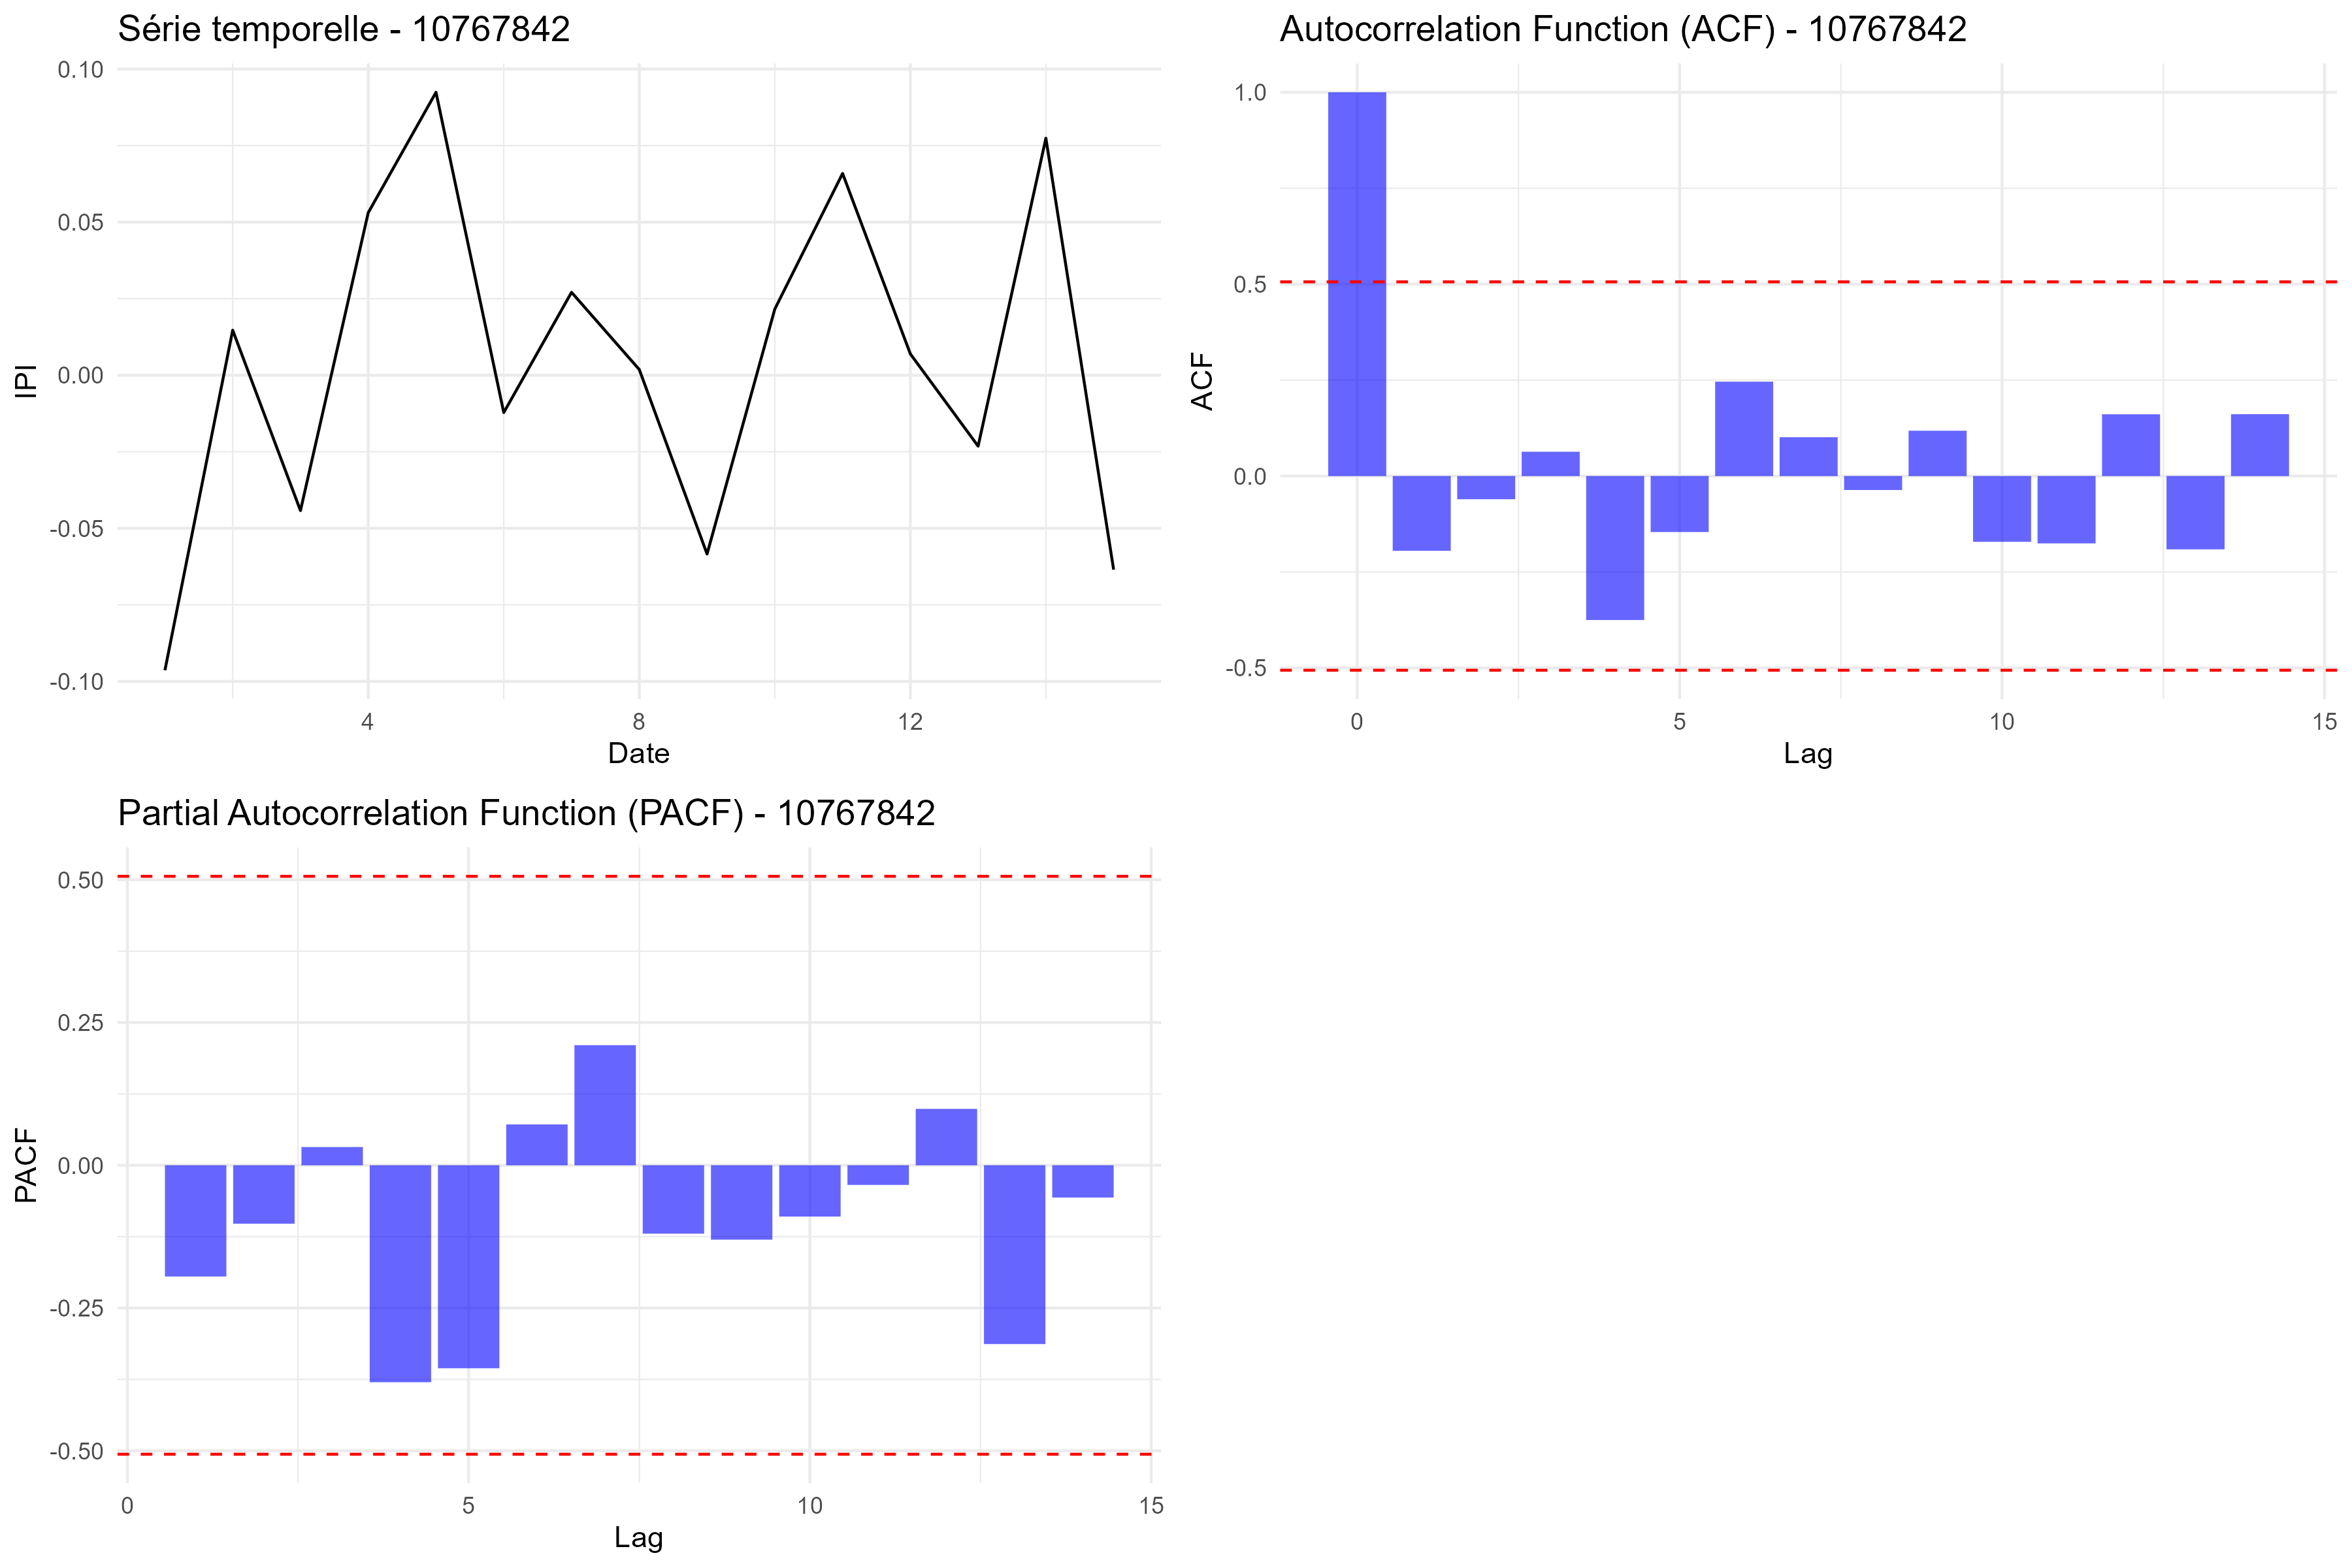 Série temporelle - 10767842
0.10
0.05
0.00
-0.05
-0.10
IPI
4
8
12
Date
Autocorrelation Function (ACF) - 10767842
1.0
0.5
0.0
-0.5
ACF
0
5
10
15
Lag
Partial Autocorrelation Function (PACF) - 10767842
0.50
0.25
0.00
-0.25
-0.50
PACF
0
5
10
15
Lag